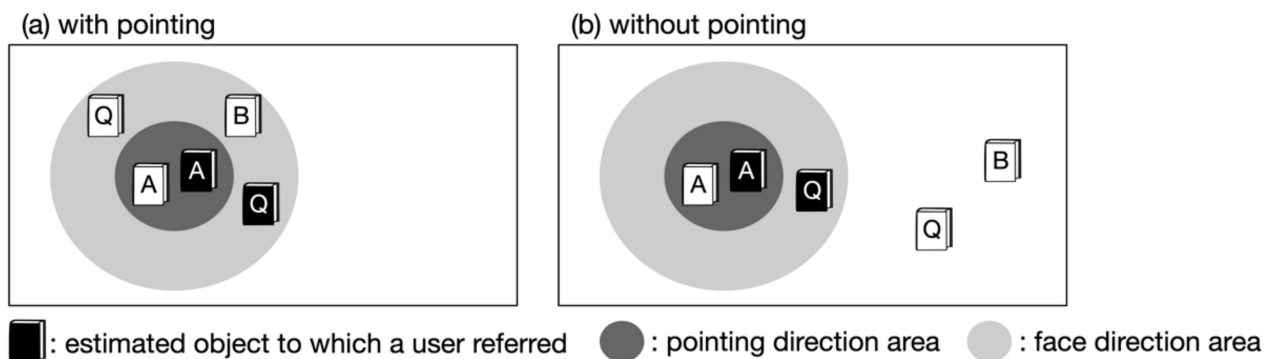 (a) with pointing
(b) without pointing
Q
B
A
A
Q
A
A
Q
B
Q
: estimated object to which a user referred
: pointing direction area
: face direction area